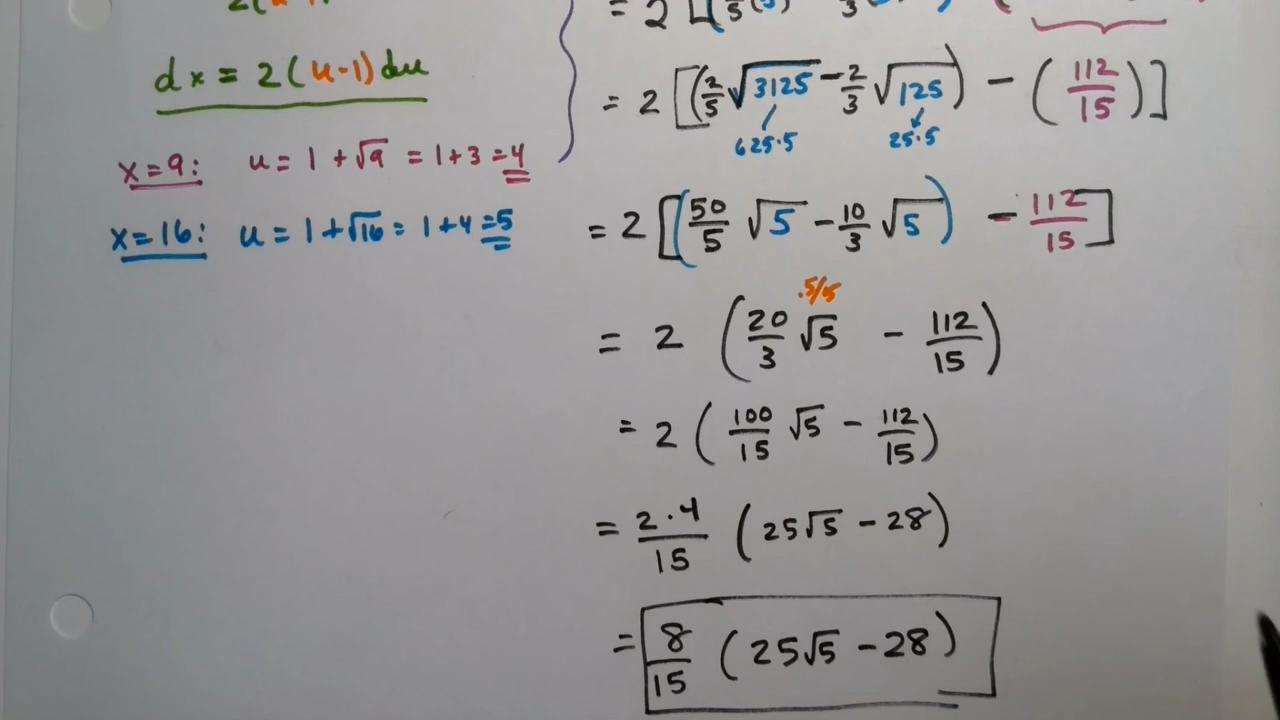 dx = 2(u-1)du
x=9: u = 1 + √9 = 1+3 = 4
x=16: u = 1 + √16 = 1+4 = 5
= 2 [(2/5 √3125 - 2/3 √125) - (112/15)]
625·5 25·5
= 2 [(50/5 √5 - 10/3 √5) - 112/15]
·5/5
= 2 (20/3 √5 - 112/15)
= 2 (100/15 √5 - 112/15)
= 2·4/15 (25√5 - 28)
= 8/15 (25√5 - 28)